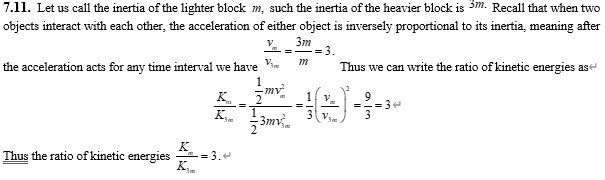 7.11. Let us call the inertia of the lighter block m, such the inertia of the heavier block is 3m. Recall that when two
objects interact with each other, the acceleration of either object is inversely proportional to its inertia, meaning after
the acceleration acts for any time interval we have v_m/v_3m = 3m/m = 3. Thus we can write the ratio of kinetic energies as↵
K_m/K_3m = (1/2 mv_m^2)/(1/2 3mv_3m^2) = 1/3 (v_m/v_3m)^2 = 9/3 = 3↵
Thus the ratio of kinetic energies K_m/K_3m = 3.↵